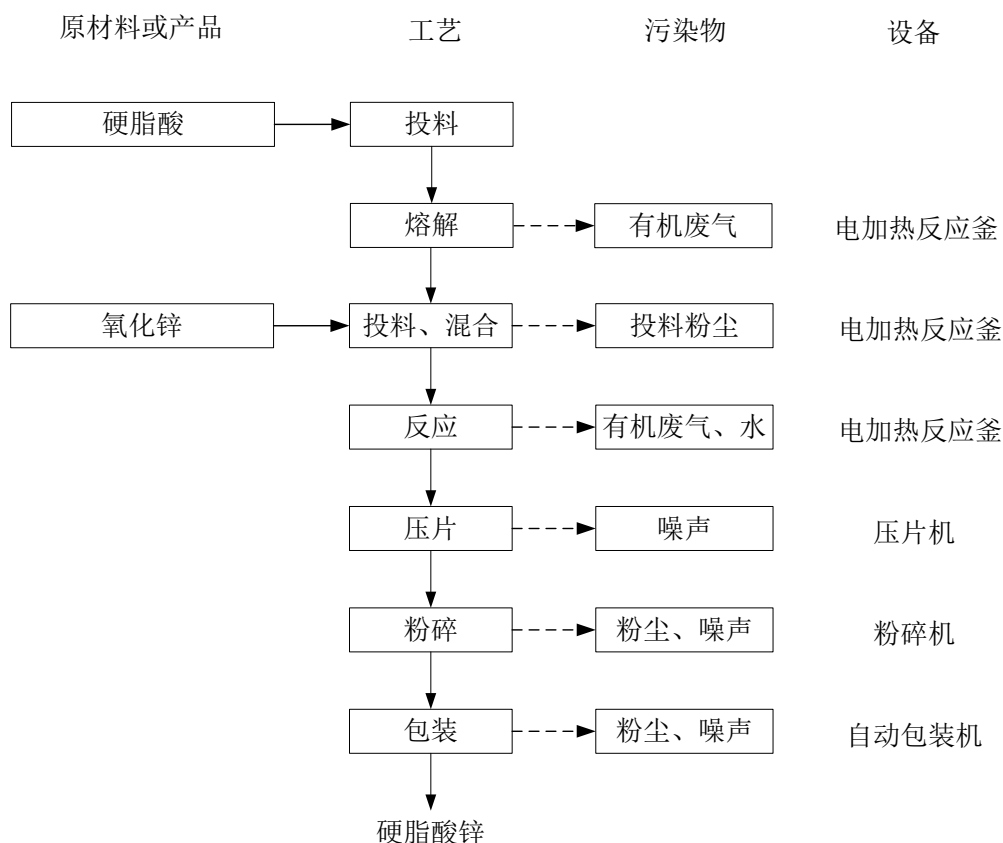 原材料或产品 工艺 污染物 设备
硬脂酸 投料
熔解 有机废气 电加热反应釜
氧化锌 投料、混合 投料粉尘 电加热反应釜
反应 有机废气、水 电加热反应釜
压片 噪声 压片机
粉碎 粉尘、噪声 粉碎机
包装 粉尘、噪声 自动包装机
硬脂酸锌